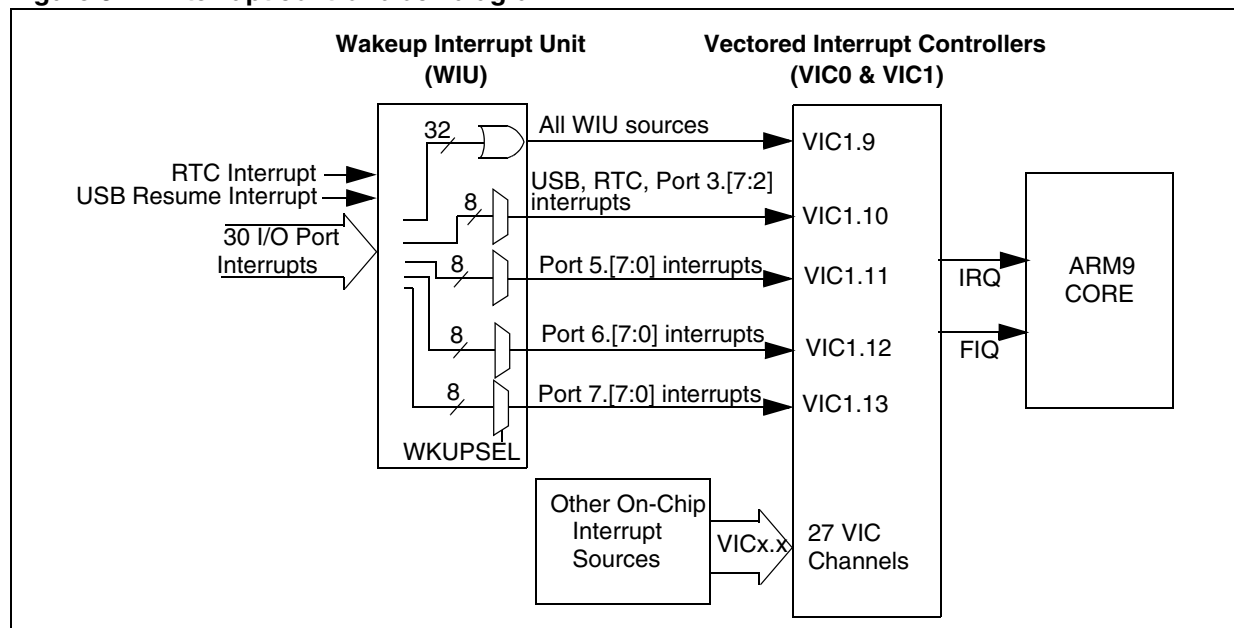 Wakeup Interrupt Unit
(WIU)
Vectored Interrupt Controllers
(VIC0 & VIC1)
32
All WIU sources
VIC1.9
RTC Interrupt
USB Resume Interrupt
30 I/O Port
Interrupts
8
USB, RTC, Port 3.[7:2]
interrupts
VIC1.10
8
Port 5.[7:0] interrupts
VIC1.11
8
Port 6.[7:0] interrupts
VIC1.12
8
Port 7.[7:0] interrupts
VIC1.13
WKUPSEL
IRQ
FIQ
ARM9
CORE
Other On-Chip
Interrupt
Sources
VICx.x
27 VIC
Channels